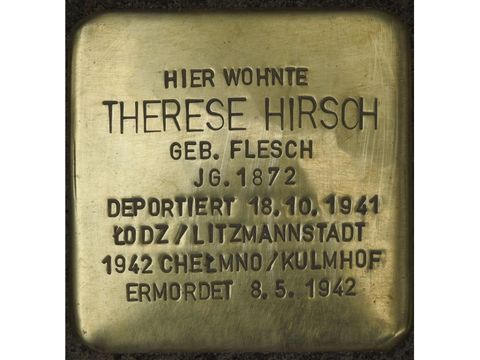 HIER WOHNTE
THERESE HIRSCH
GEB. FLESCH
JG. 1872
DEPORTIERT 18.10.1941
ŁODZ/LITZMANNSTADT
1942 CHEŁMNO/KULMHOF
ERMORDET 8.5.1942